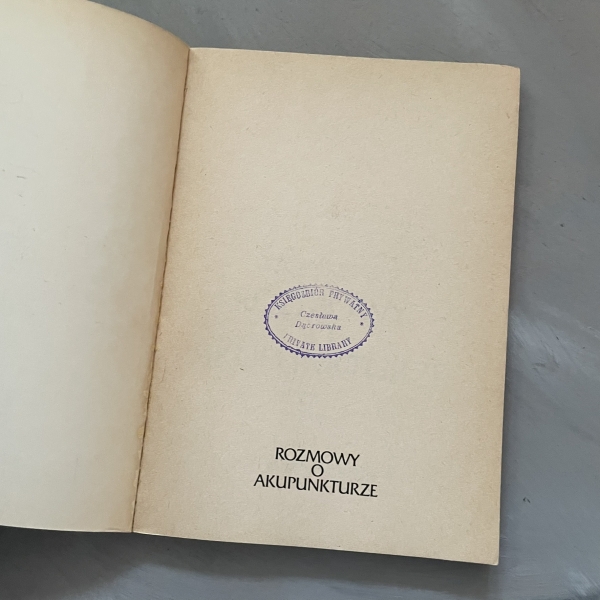 KSIĘGOZBIÓR PRYWATNY
Czesława
Dąbrowska
PRIVATE LIBRARY
ROZMOWY
O
AKUPUNKTURZE